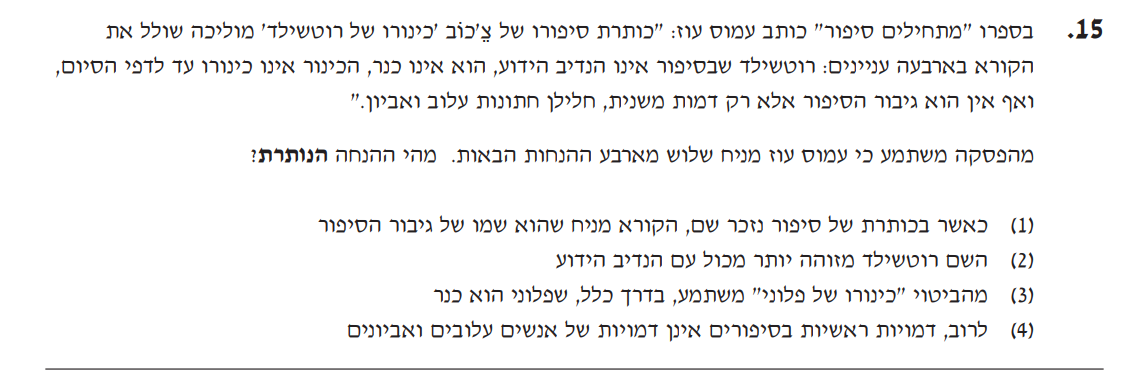 15. בספרו "מתחילים סיפור" כותב עמוס עוז: "כותרת סיפורו של צֶ'כוֹב 'כינורו של רוטשילד' מוליכה שולל את
הקורא בארבעה עניינים: רוטשילד שבסיפור אינו הנדיב הידוע, הוא אינו כנר, הכינור אינו כינורו עד לדפי הסיום,
ואף אין הוא גיבור הסיפור אלא רק דמות משנית, חלילן חתונות עלוב ואביון."
מהפסקה משתמע כי עמוס עוז מניח שלוש מארבע ההנחות הבאות. מהי ההנחה הנותרת?
(1) כאשר בכותרת של סיפור נזכר שם, הקורא מניח שהוא שמו של גיבור הסיפור
(2) השם רוטשילד מזוהה יותר מכול עם הנדיב הידוע
(3) מהביטוי "כינורו של פלוני" משתמע, בדרך כלל, שפלוני הוא כנר
(4) לרוב, דמויות ראשיות בסיפורים אינן דמויות של אנשים עלובים ואביונים